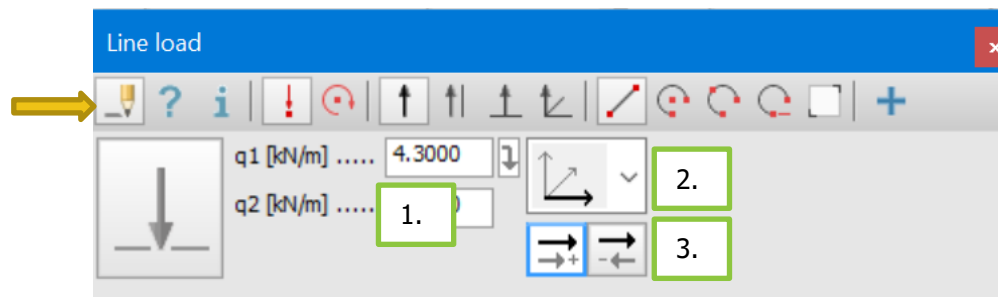 Line load
q1 [kN/m] ..... 4.3000
2.
q2 [kN/m] .....
1.
3.